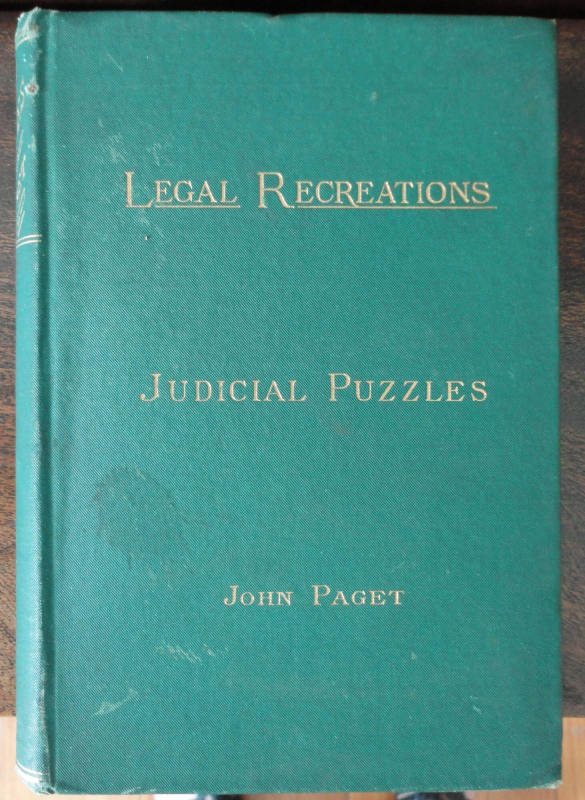 LEGAL RECREATIONS
JUDICIAL PUZZLES
JOHN PAGET